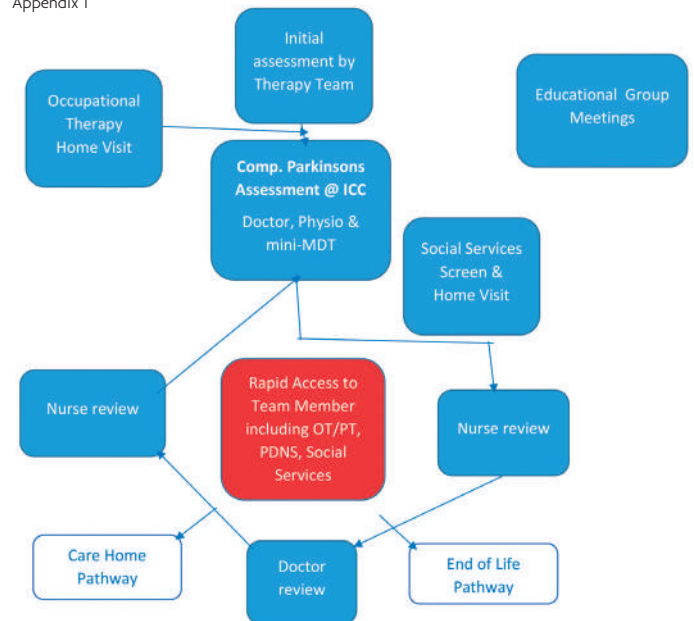 Appendix 1
Initial
assessment by
Therapy Team
Occupational
Therapy
Home Visit
Educational Group
Meetings
Comp. Parkinsons
Assessment @ ICC
Doctor, Physio &
mini-MDT
Social Services
Screen &
Home Visit
Nurse review
Rapid Access to
Team Member
including OT/PT,
PDNS, Social
Services
Nurse review
Care Home
Pathway
Doctor
review
End of Life
Pathway